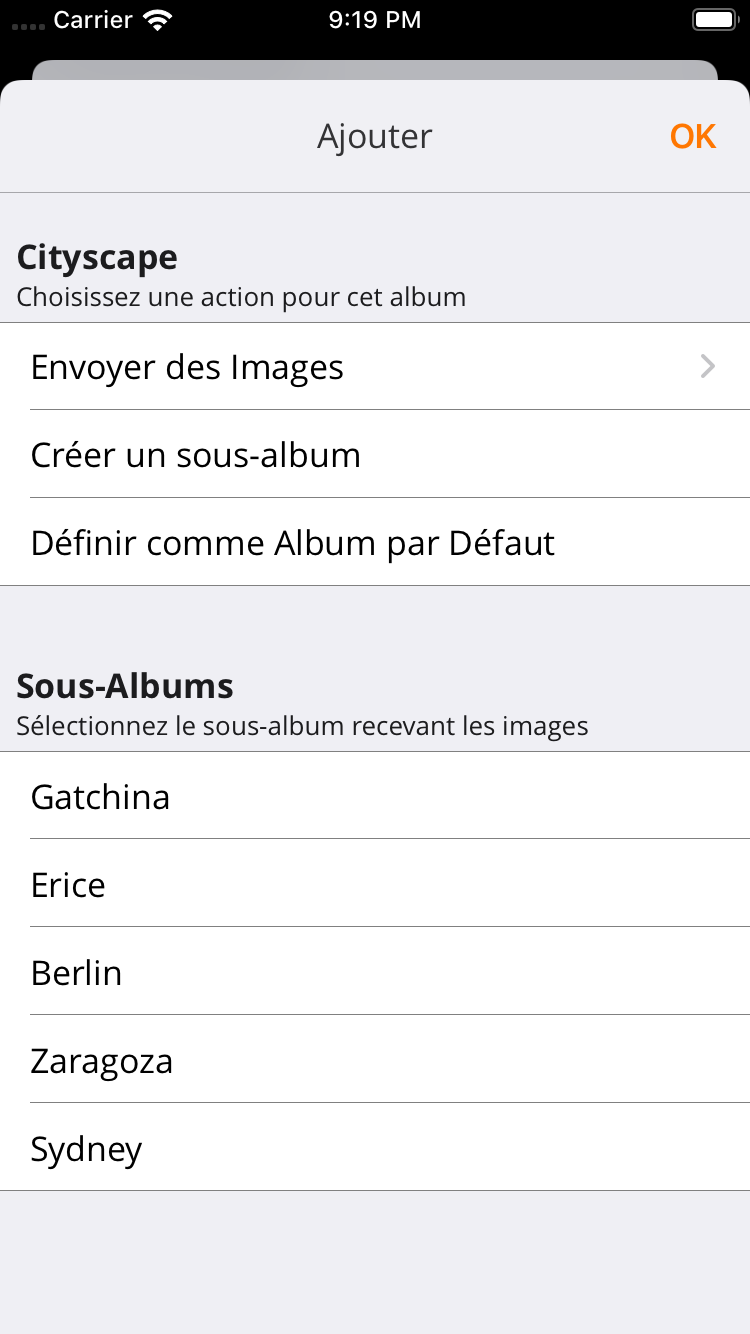 Carrier 9:19 PM
Ajouter OK
Cityscape
Choisissez une action pour cet album
Envoyer des Images
Créer un sous-album
Définir comme Album par Défaut
Sous-Albums
Sélectionnez le sous-album recevant les images
Gatchina
Erice
Berlin
Zaragoza
Sydney